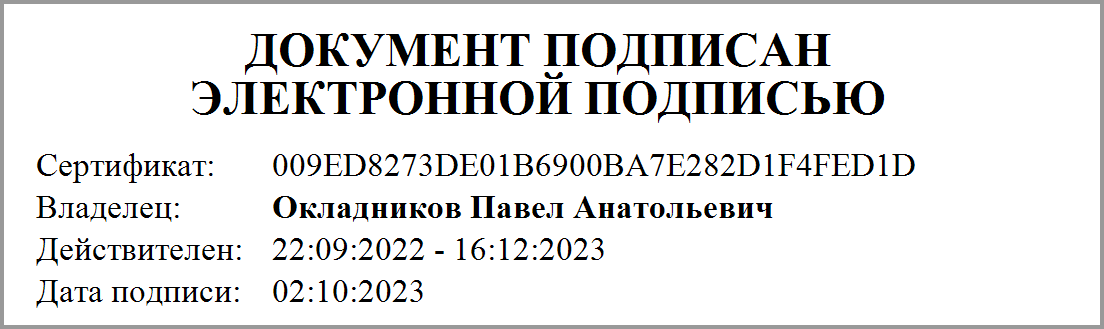 ДОКУМЕНТ ПОДПИСАН
ЭЛЕКТРОННОЙ ПОДПИСЬЮ
Сертификат: 009ED8273DE01B6900BA7E282D1F4FED1D
Владелец: Окладников Павел Анатольевич
Действителен: 22:09:2022 - 16:12:2023
Дата подписи: 02:10:2023